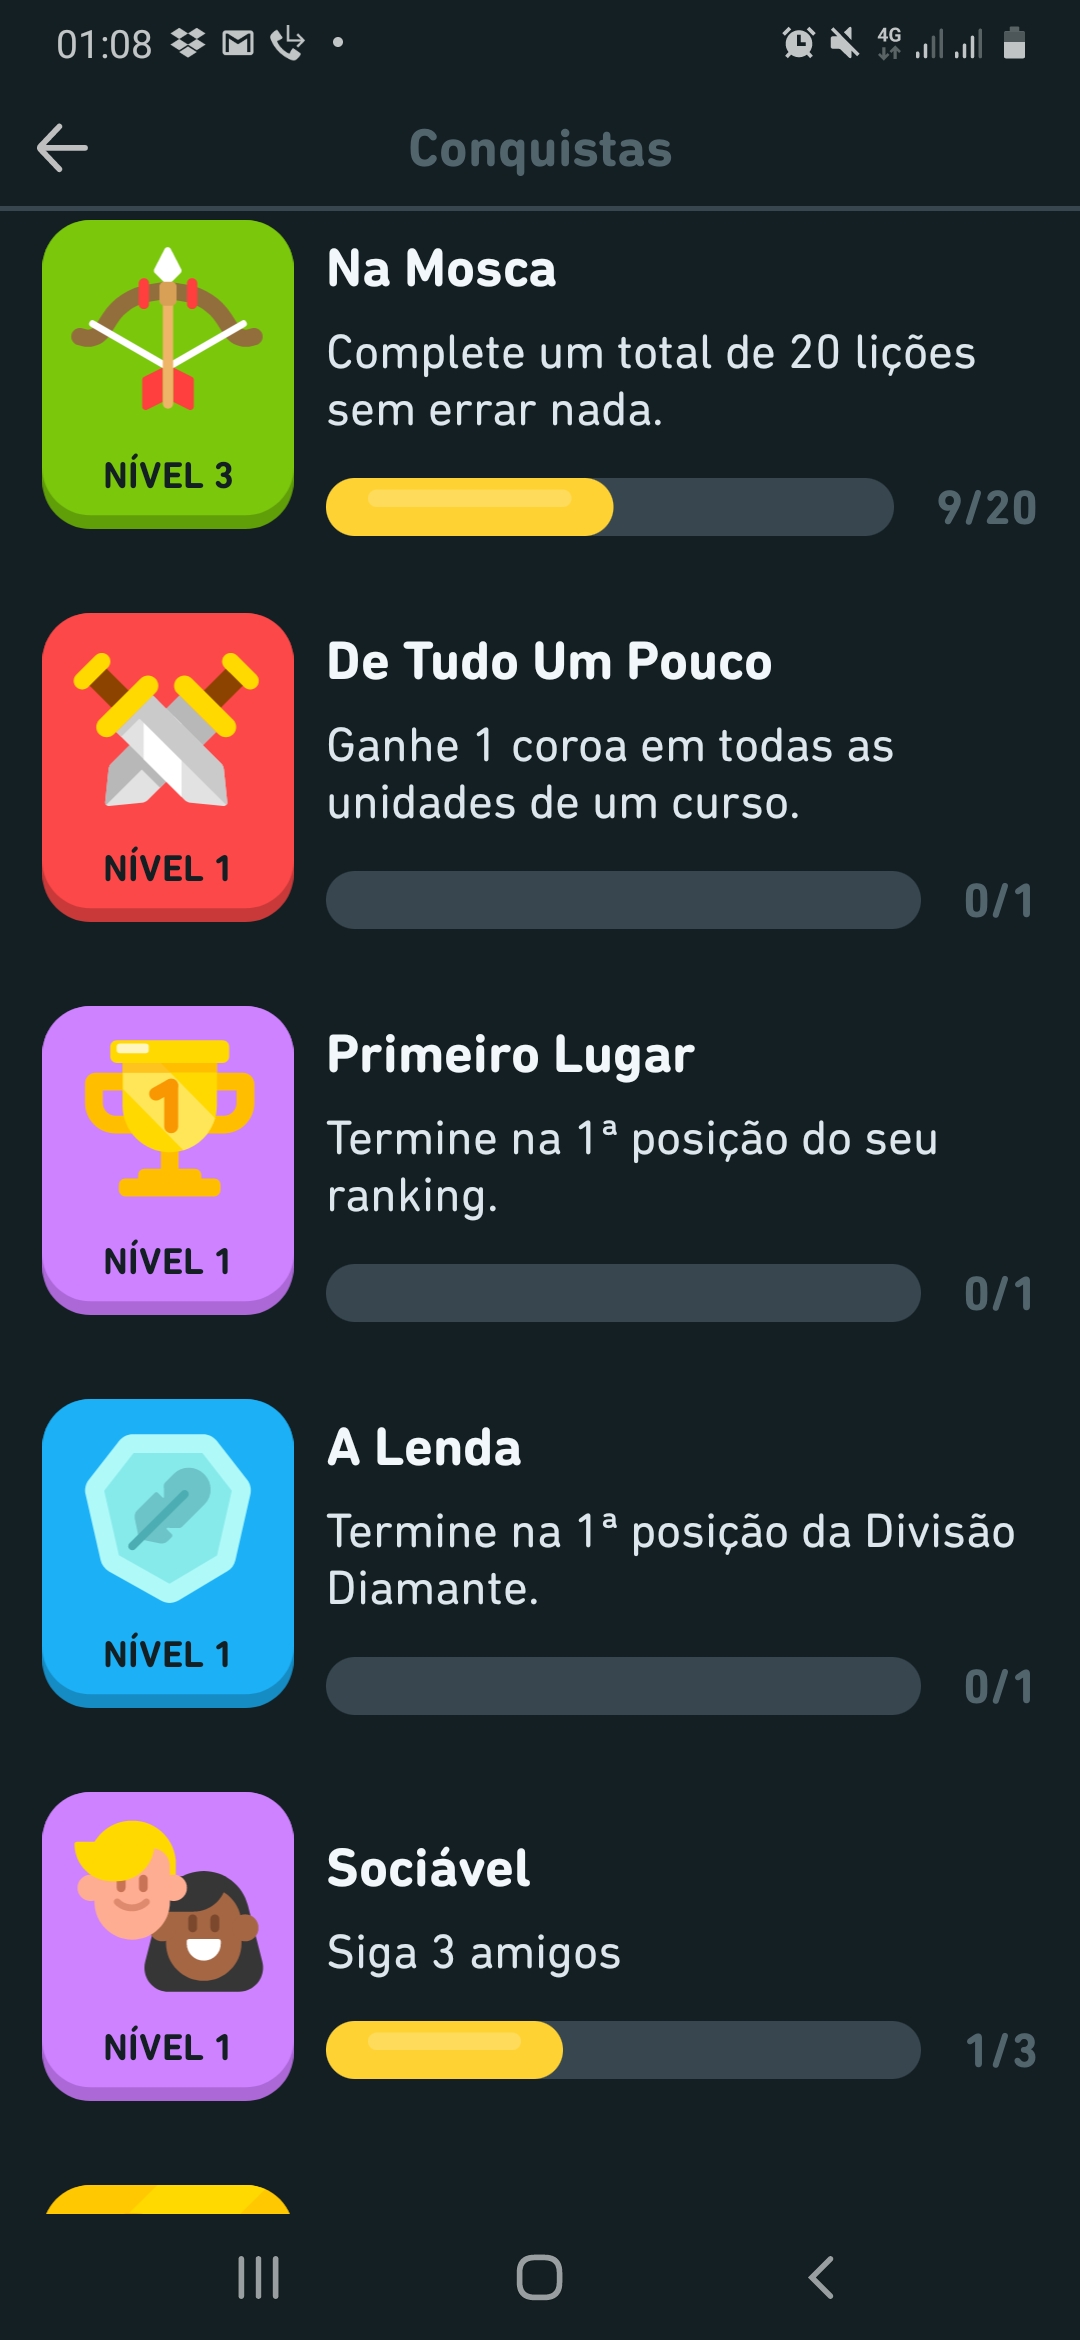 01:08
4G
Conquistas
Na Mosca
Complete um total de 20 lições
sem errar nada.
NÍVEL 3
9/20
De Tudo Um Pouco
Ganhe 1 coroa em todas as
unidades de um curso.
NÍVEL 1
0/1
Primeiro Lugar
1
Termine na 1ª posição do seu
ranking.
NÍVEL 1
0/1
A Lenda
Termine na 1ª posição da Divisão
Diamante.
NÍVEL 1
0/1
Sociável
Siga 3 amigos
NÍVEL 1
1/3